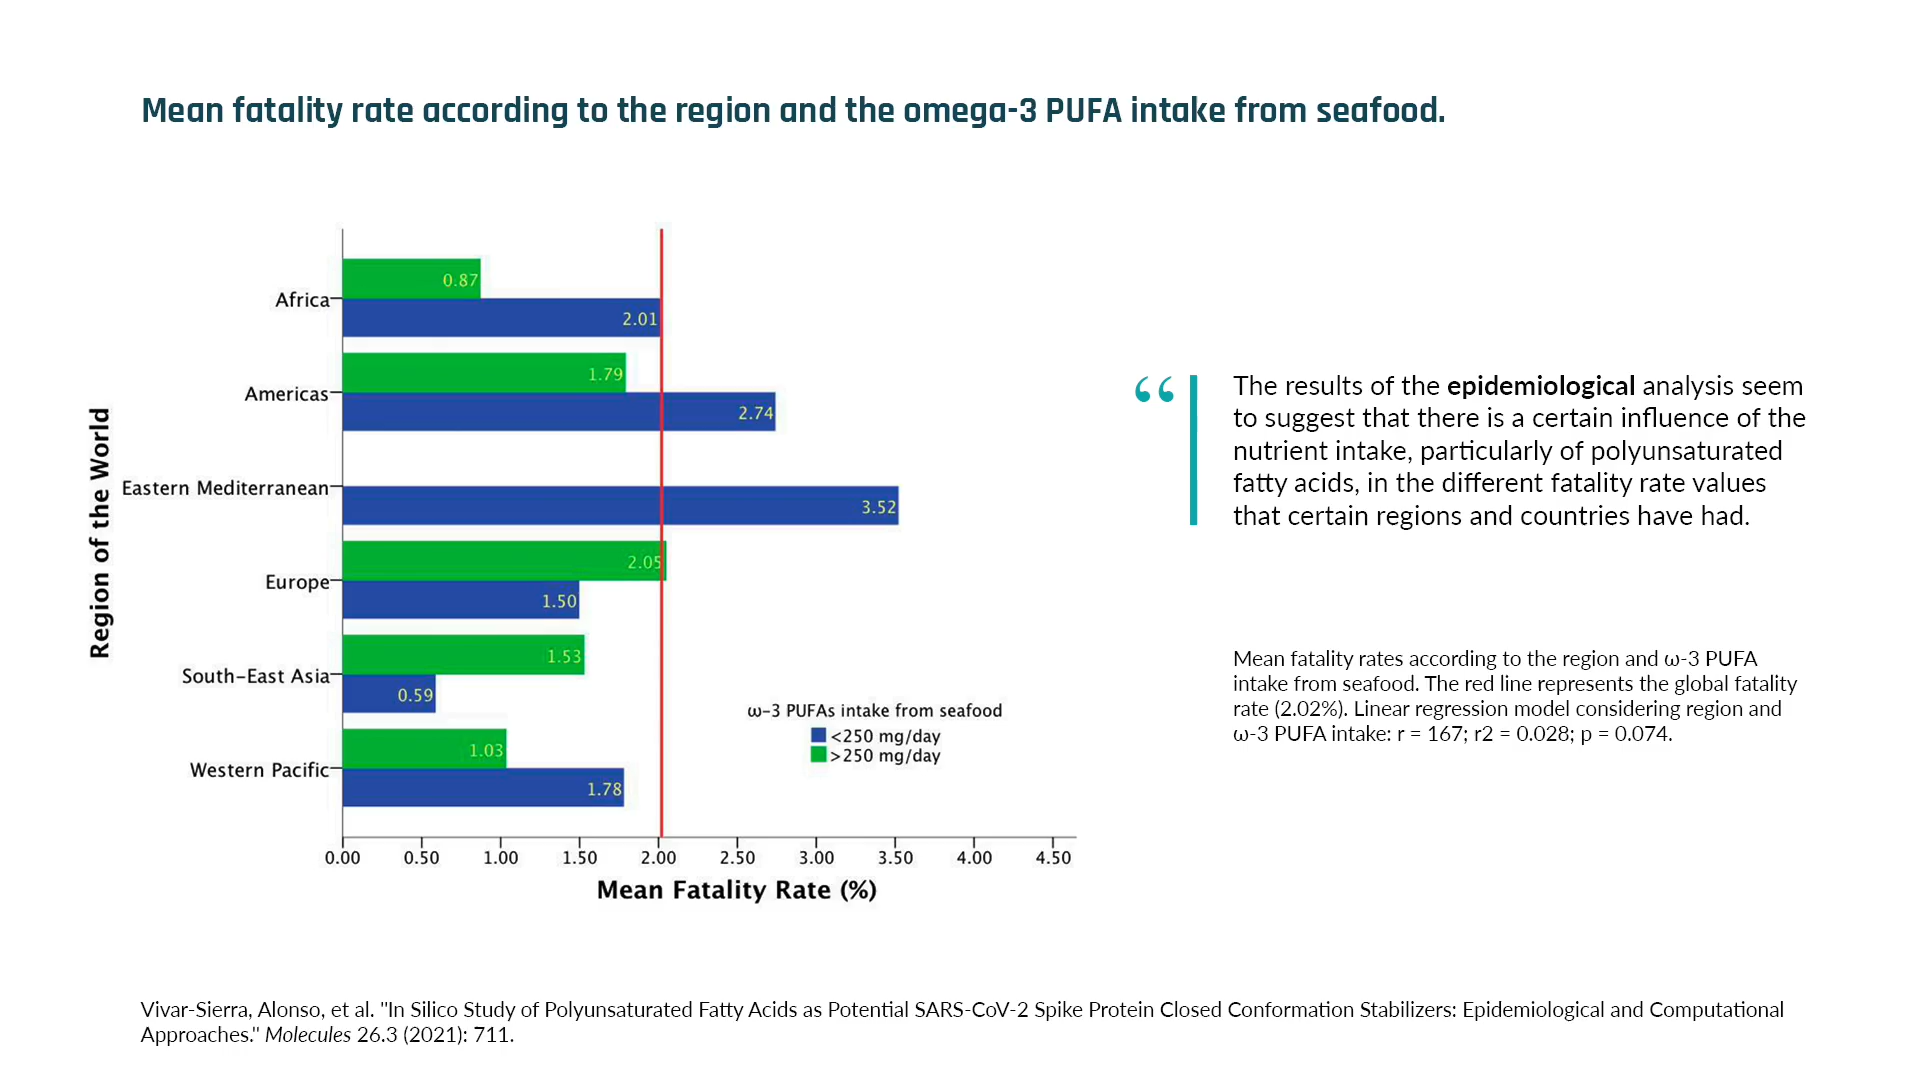 Mean fatality rate according to the region and the omega-3 PUFA intake from seafood.
Region of the World
Africa
0.87
2.01
Americas
1.79
2.74
Eastern Mediterranean
3.52
Europe
2.05
1.50
South-East Asia
1.53
0.59
Western Pacific
1.03
1.78
ω-3 PUFAs intake from seafood
<250 mg/day
>250 mg/day
0.00 0.50 1.00 1.50 2.00 2.50 3.00 3.50 4.00 4.50
Mean Fatality Rate (%)
“ The results of the epidemiological analysis seem
to suggest that there is a certain influence of the
nutrient intake, particularly of polyunsaturated
fatty acids, in the different fatality rate values
that certain regions and countries have had.
Mean fatality rates according to the region and ω-3 PUFA
intake from seafood. The red line represents the global fatality
rate (2.02%). Linear regression model considering region and
ω-3 PUFA intake: r = 167; r2 = 0.028; p = 0.074.
Vivar-Sierra, Alonso, et al. "In Silico Study of Polyunsaturated Fatty Acids as Potential SARS-CoV-2 Spike Protein Closed Conformation Stabilizers: Epidemiological and Computational
Approaches." Molecules 26.3 (2021): 711.